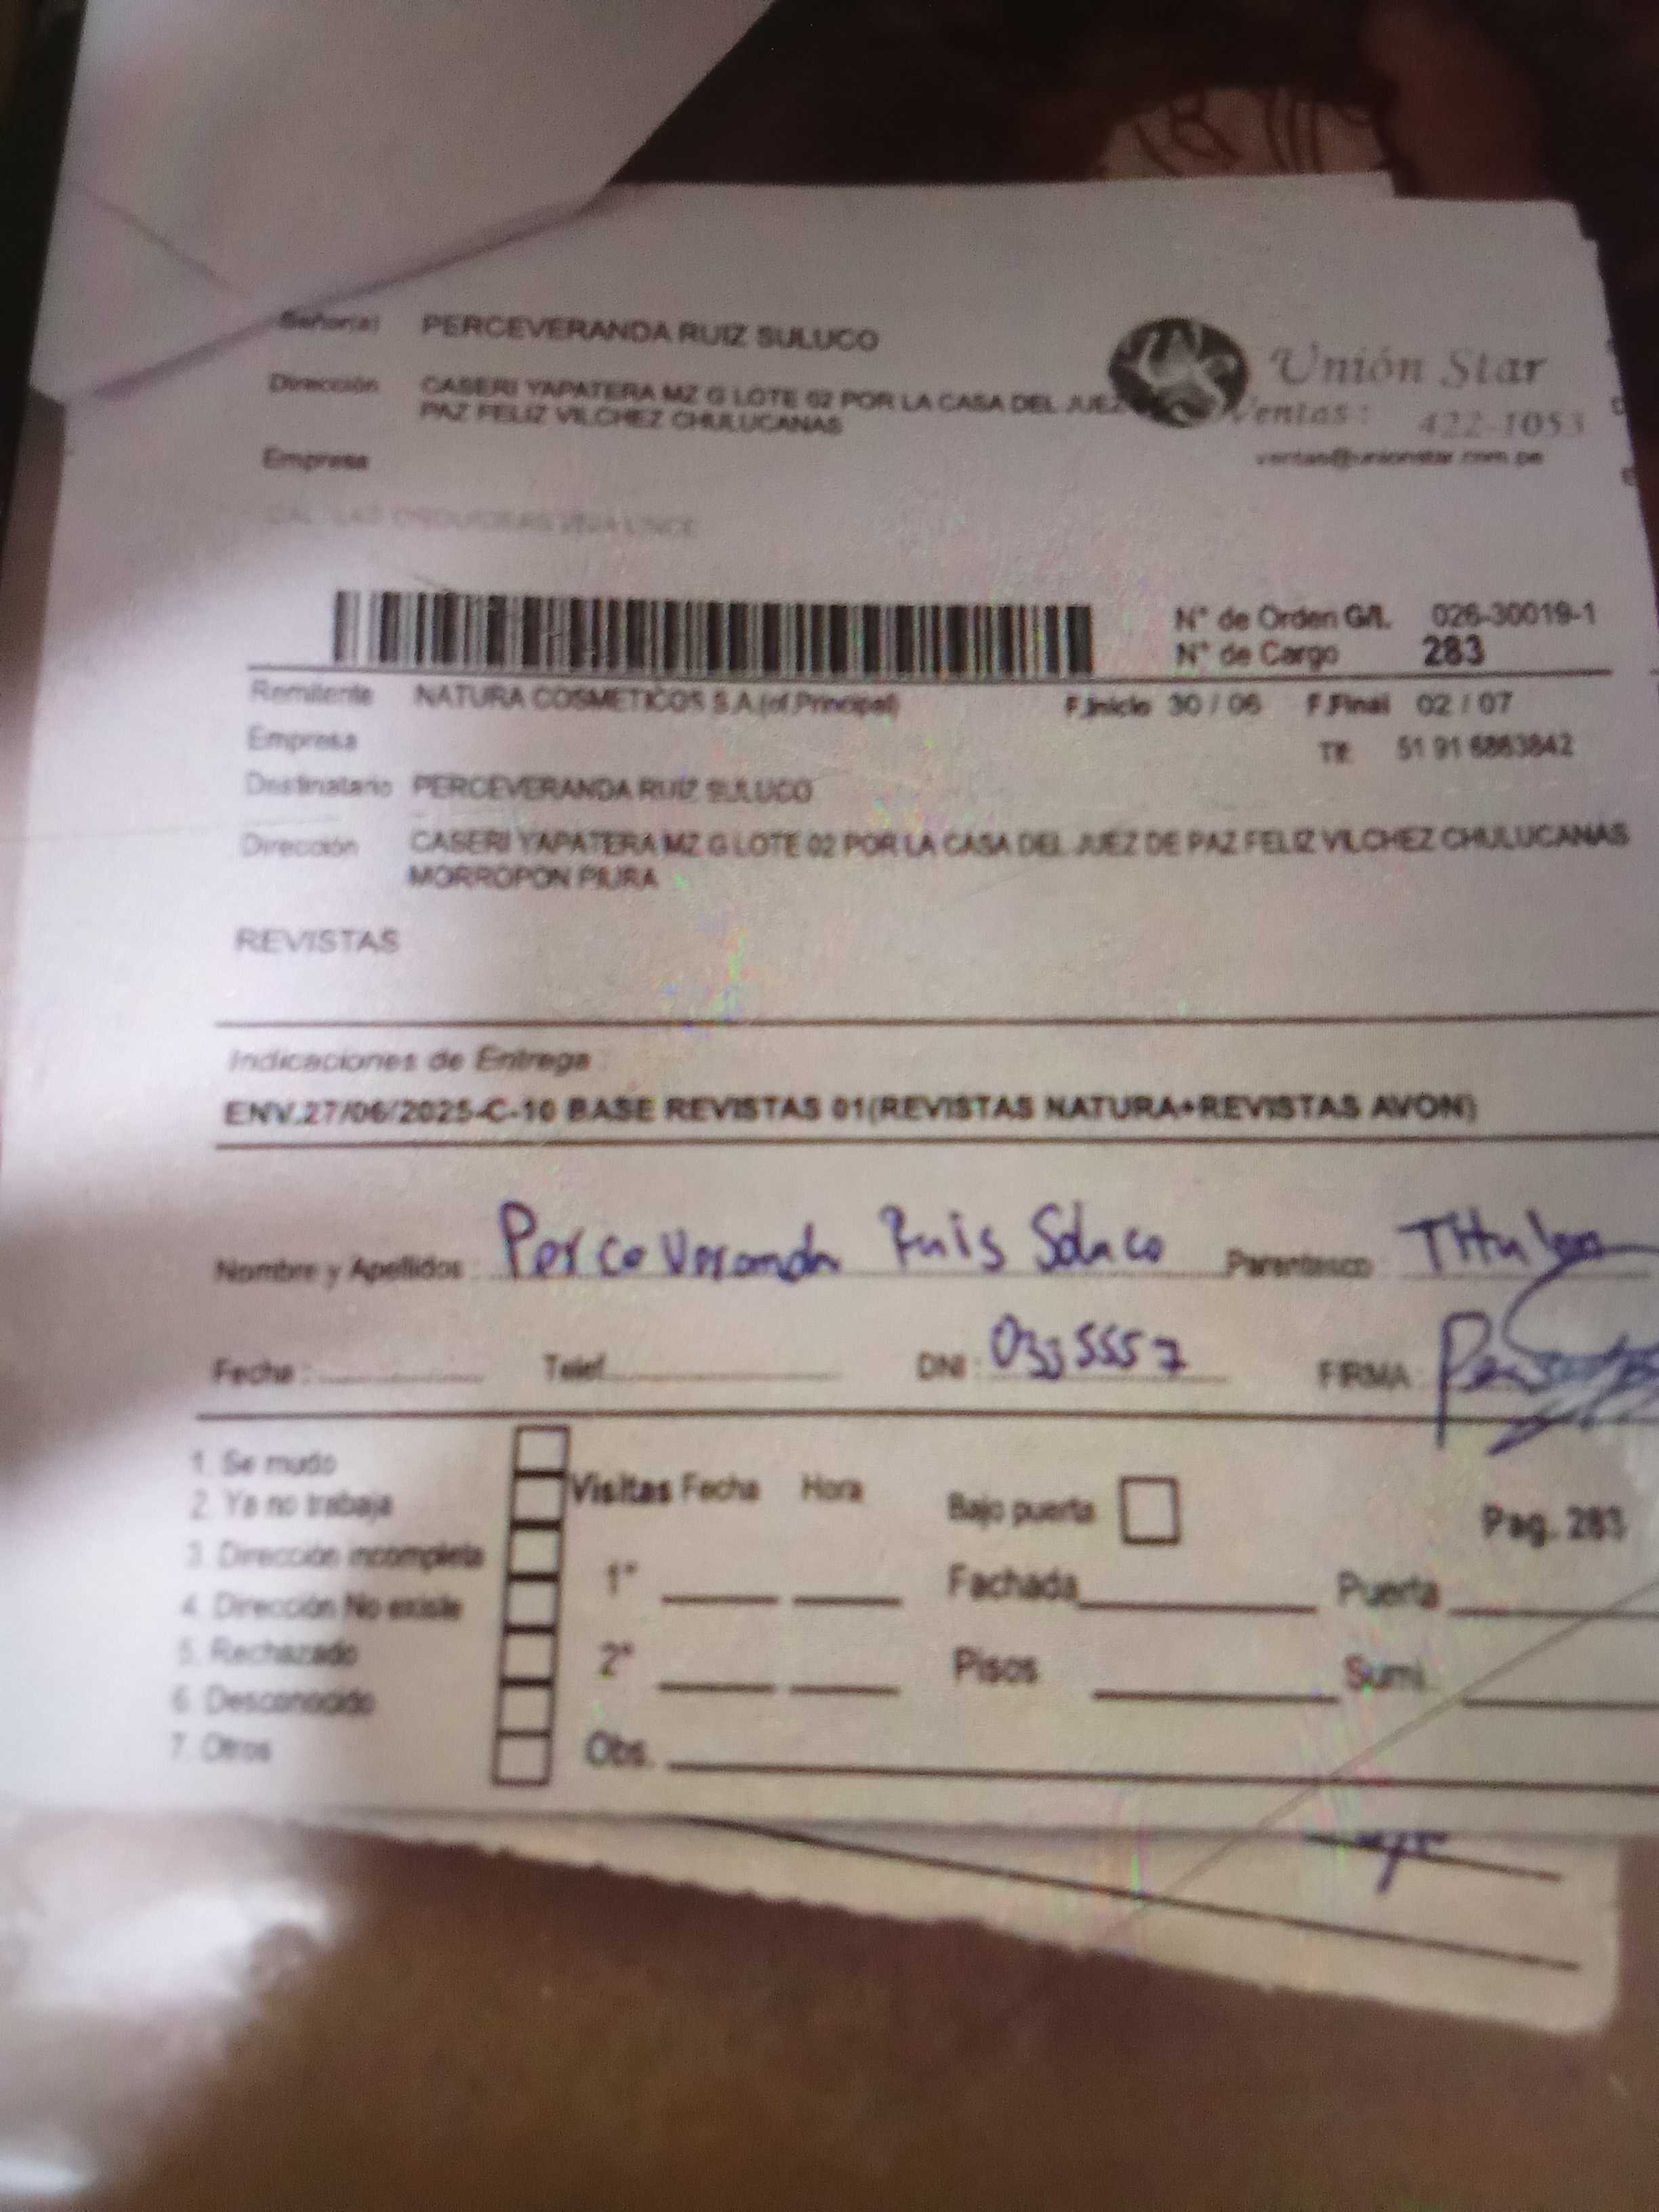 Señor(a) PERCEVERANDA RUIZ SULUCO
Dirección CASERI YAPATERA MZ G LOTE 02 POR LA CASA DEL JUEZ
PAZ FELIZ VILCHEZ CHULUCANAS
Unión Star
Ventas: 422-1053
ventas@unionstar.com.pe
Empresa
N° de Orden G/I. 026-30019-1
N° de Cargo 283
Remitente NATURA COSMETICOS S.A.(of.Principal) F.Inicio 30 / 06 F.Final 02 / 07
Empresa Tlf: 51 91 6863842
Destinatario PERCEVERANDA RUIZ SULUCO
Dirección CASERI YAPATERA MZ G LOTE 02 POR LA CASA DEL JUEZ DE PAZ FELIZ VILCHEZ CHULUCANAS
MORROPON PIURA
REVISTAS
Indicaciones de Entrega :
ENV.27/06/2025-C-10 BASE REVISTAS 01(REVISTAS NATURA+REVISTAS AVON)
Nombre y Apellidos : Perceveranda Ruis Soluco Parentesco : Titular
Fecha : Telef. DNI : 0335557 FIRMA :
1. Se mudo
2. Ya no trabaja
3. Dirección incompleta
4. Dirección No existe
5. Rechazado
6. Desconocido
7. Otros
Visitas Fecha Hora Bajo puerta Pag. 283
1° Fachada Puerta
2° Pisos Sumi.
Obs.